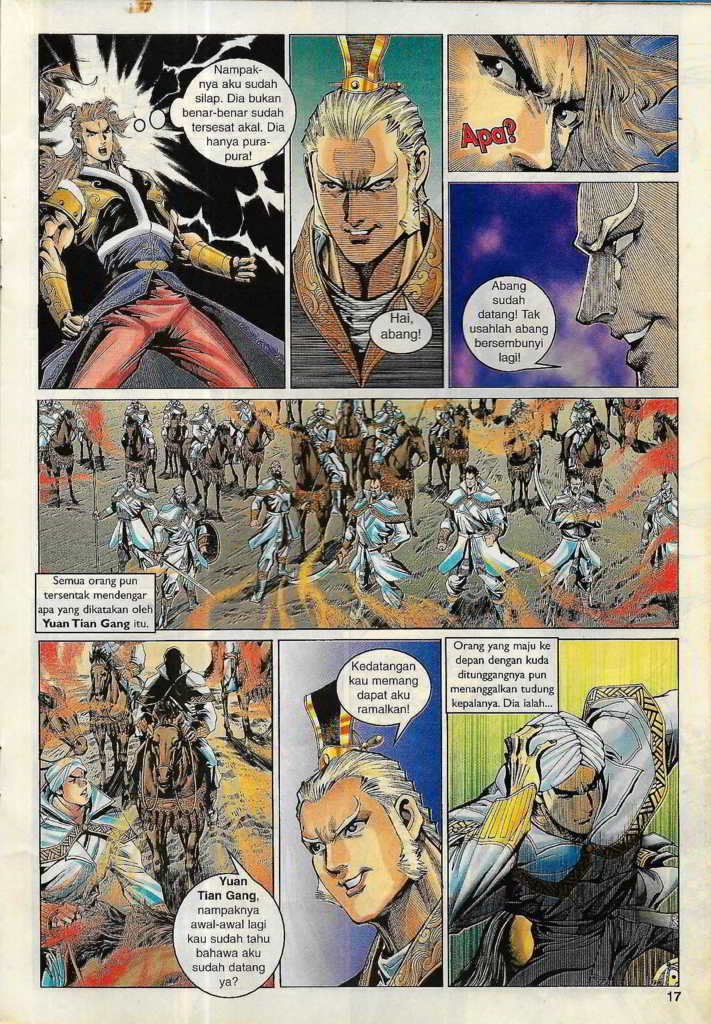 Nampak-
nya aku sudah
silap. Dia bukan
benar-benar sudah
tersesat akal. Dia
hanya pura-
pura!
Hai,
abang!
Apa?
Abang
sudah
datang! Tak
usahlah abang
bersembunyi
lagi!
Semua orang pun
tersentak mendengar
apa yang dikatakan oleh
Yuan Tian Gang itu.
Yuan
Tian Gang,
nampaknya
awal-awal lagi
kau sudah tahu
bahawa aku
sudah datang
ya?
Kedatangan
kau memang
dapat aku
ramalkan!
Orang yang maju ke
depan dengan kuda
ditunggangnya pun
menanggalkan tudung
kepalanya. Dia ialah...
17